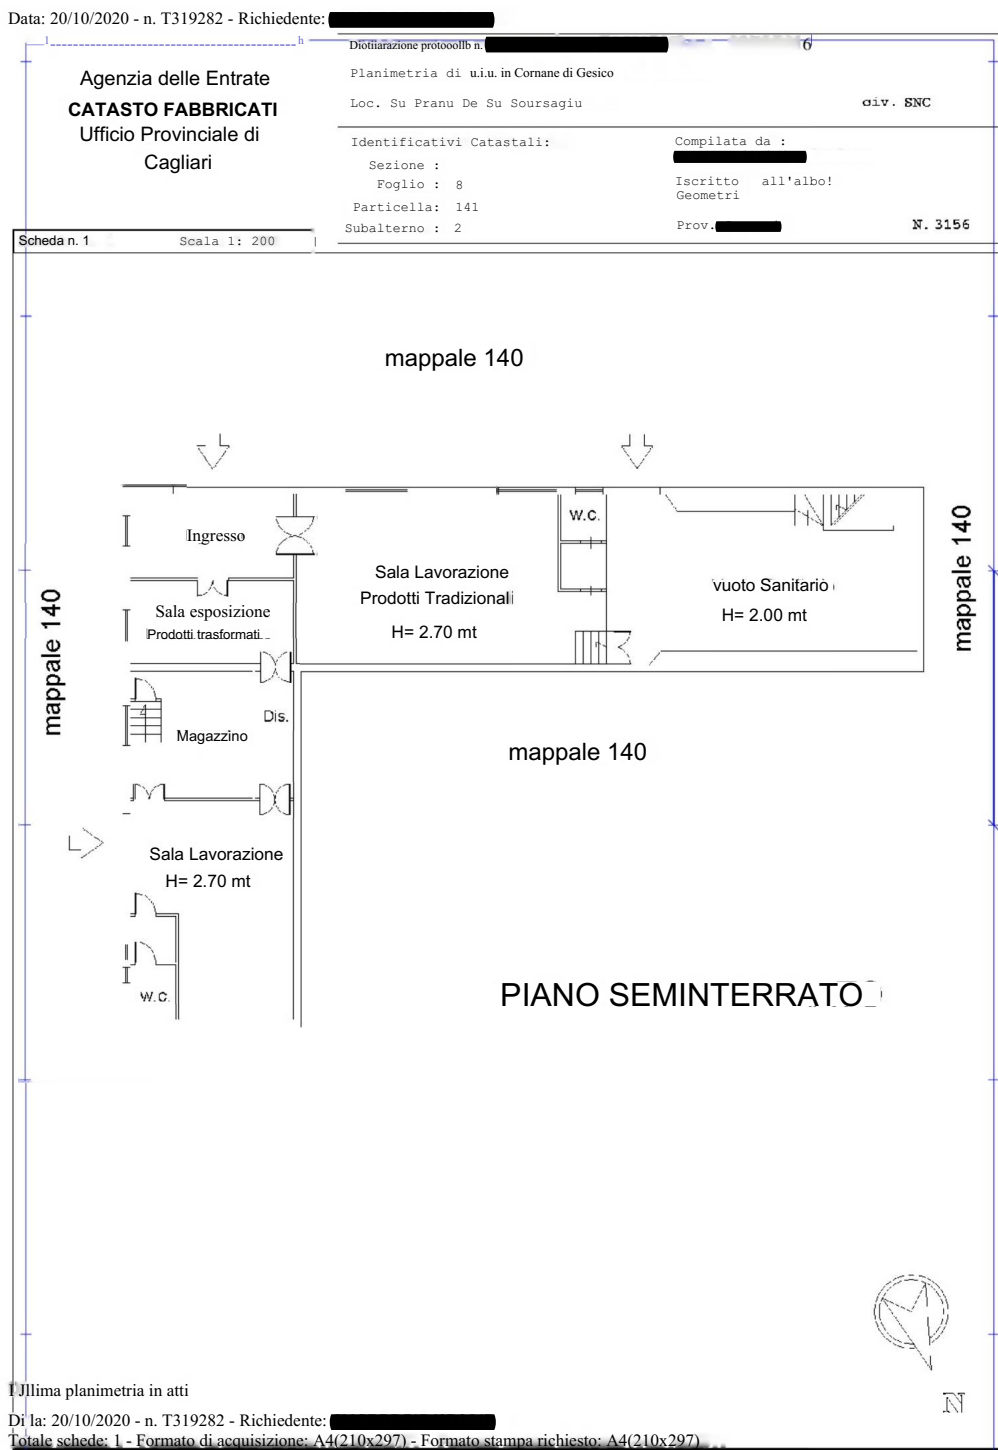 Data: 20/10/2020 - n. T319282 - Richiedente:
Agenzia delle Entrate
CATASTO FABBRICATI
Ufficio Provinciale di
Cagliari
Diotiiarazione protooollb n. 6
Planimetria di u.i.u. in Cornane di Gesico
Loc. Su Pranu De Su Soursagiu civ. SNC
Identificativi Catastali:
Sezione :
Foglio : 8
Particella: 141
Subalterno : 2
Compilata da :
Iscritto all'albo!
Geometri
Prov. N. 3156
Scheda n. 1 Scala 1: 200
mappale 140
Ingresso
W.C.
Sala Lavorazione
Prodotti Tradizionali
H= 2.70 mt
vuoto Sanitario
H= 2.00 mt
mappale 140
mappale 140
Sala esposizione
Prodotti trasformati
Dis.
Magazzino
mappale 140
Sala Lavorazione
H= 2.70 mt
W.C.
PIANO SEMINTERRATO
N
I Jllima planimetria in atti
Di la: 20/10/2020 - n. T319282 - Richiedente:
Totale schede: 1 - Formato di acquisizione: A4(210x297) - Formato stampa richiesto: A4(210x297)